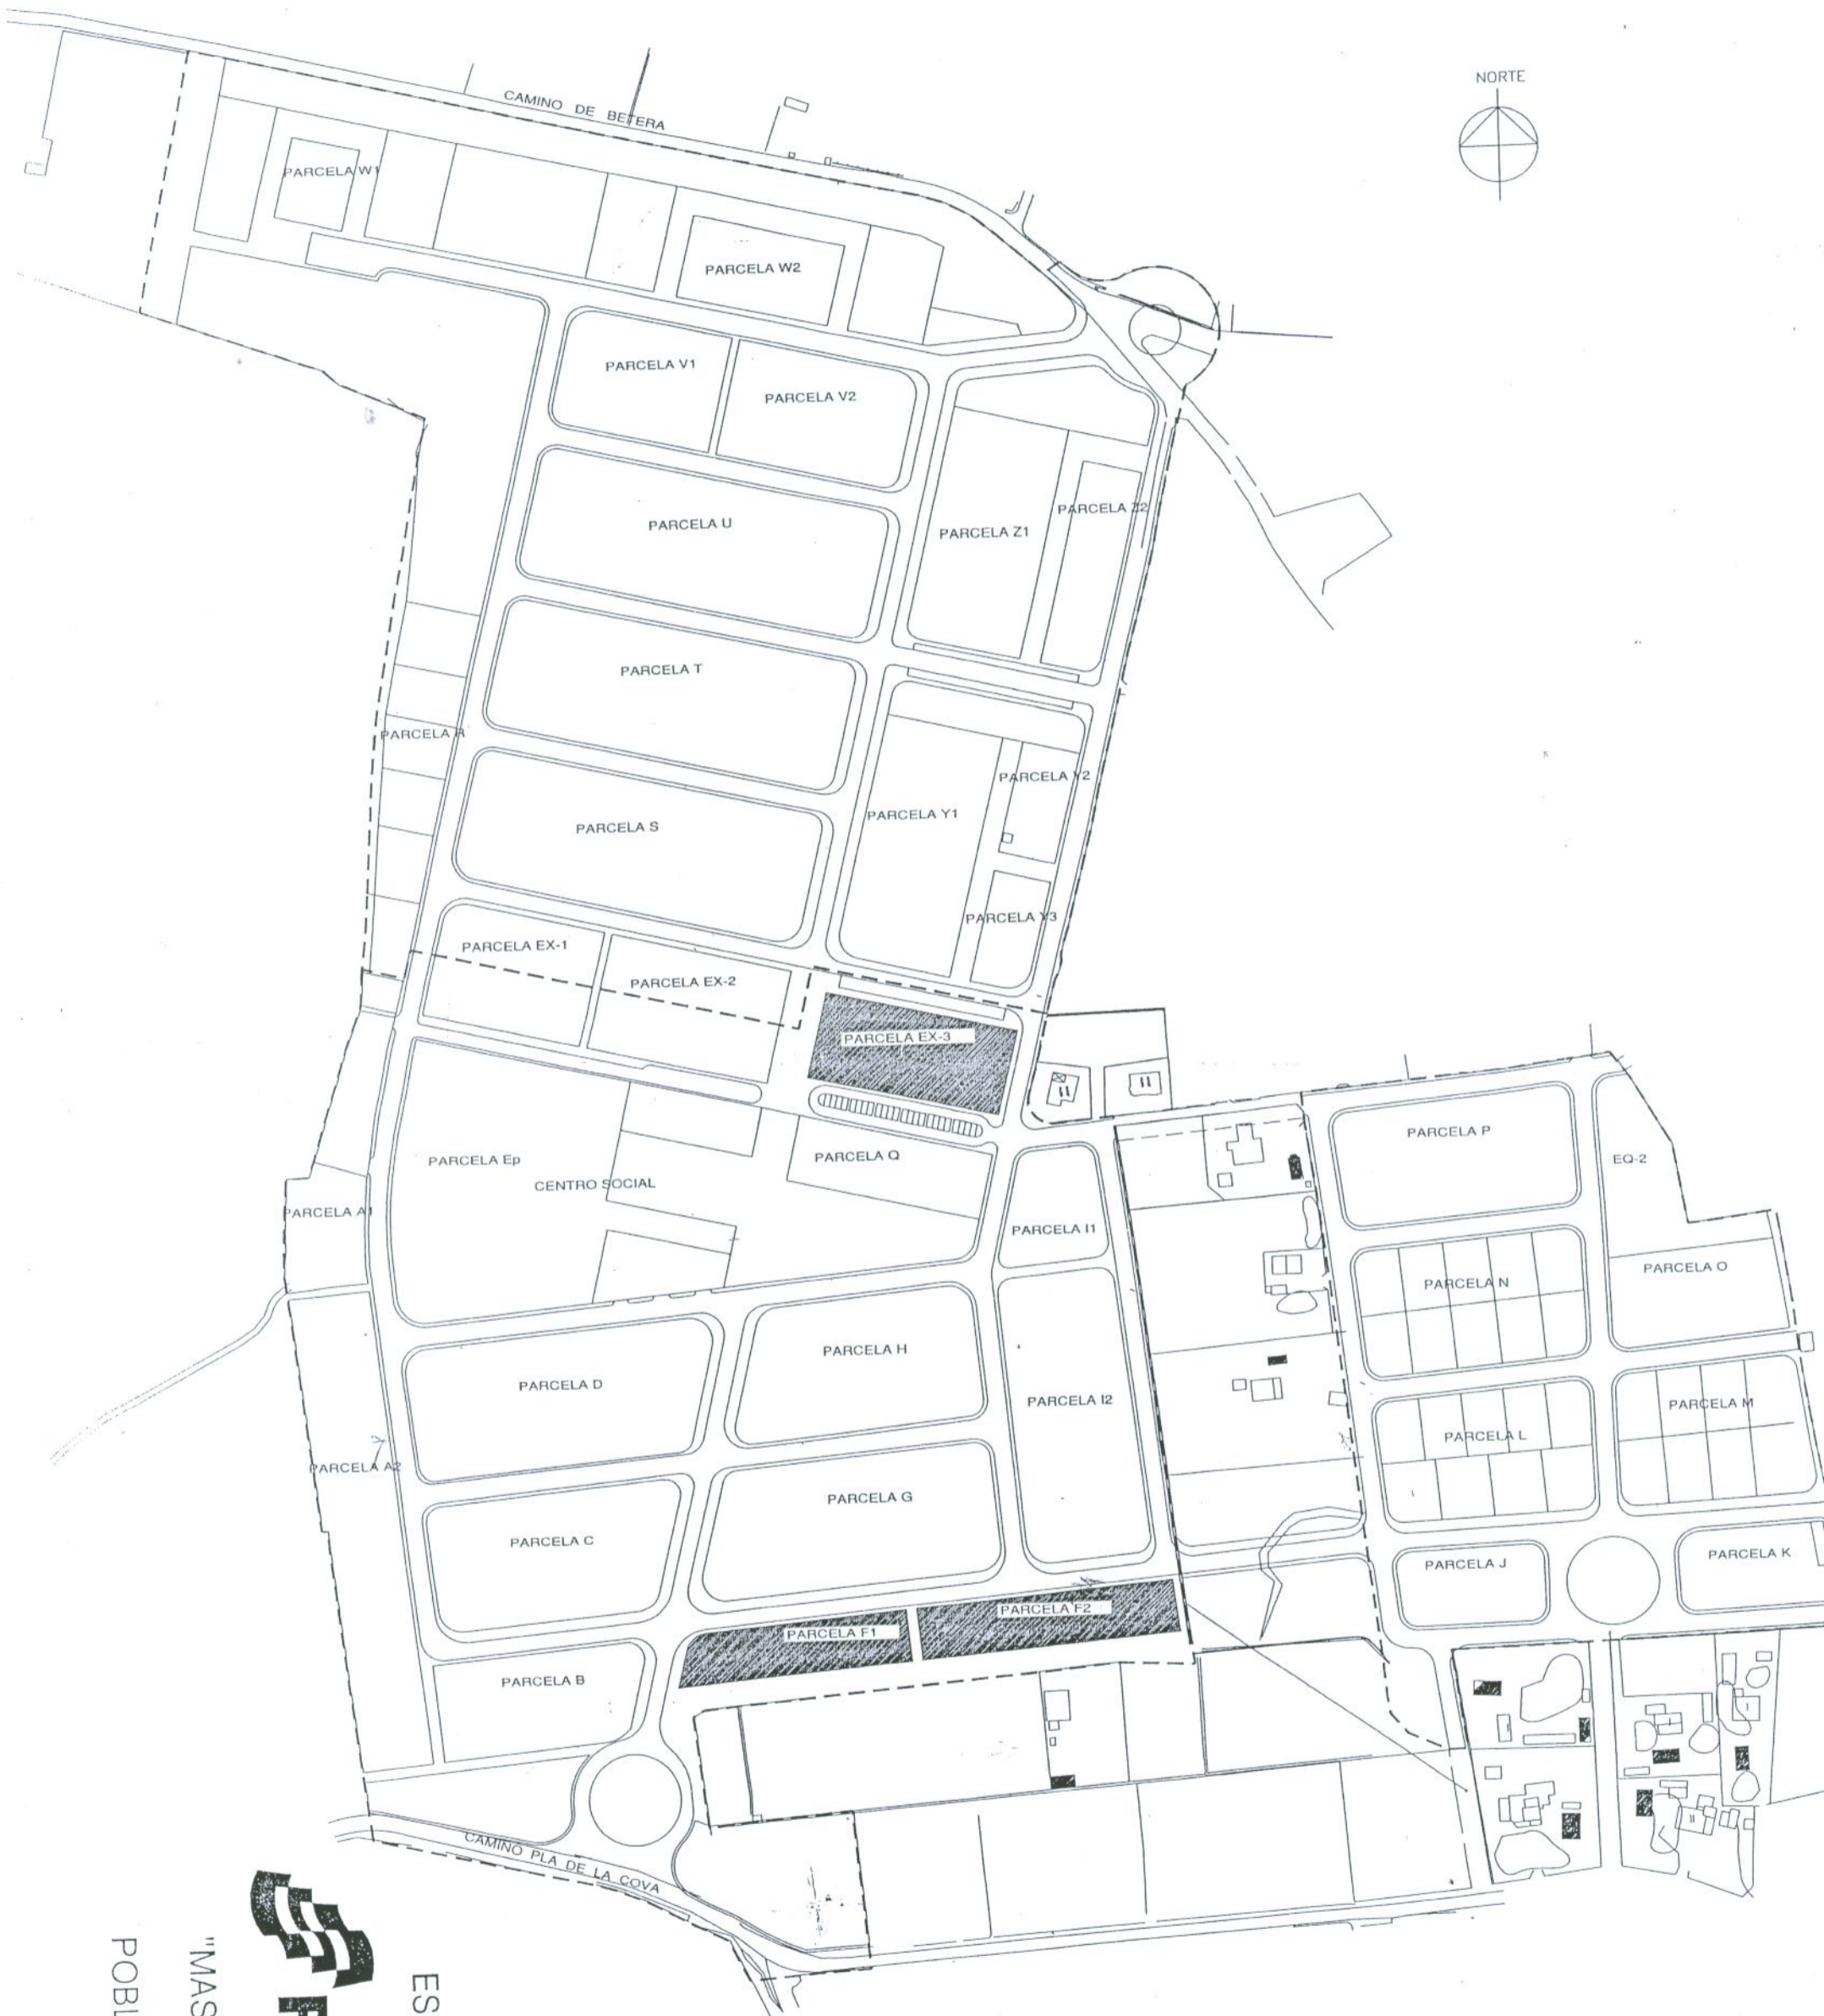 NORTE
CAMINO DE BETERA
PARCELA W1
PARCELA W2
PARCELA V1
PARCELA V2
PARCELA U
PARCELA Z1
PARCELA Z2
PARCELA T
PARCELA R
PARCELA Y2
PARCELA Y1
PARCELA S
PARCELA Y3
PARCELA EX-1
PARCELA EX-2
PARCELA EX-3
PARCELA P
PARCELA Ep
PARCELA Q
EQ-2
CENTRO SOCIAL
PARCELA A1
PARCELA I1
PARCELA N
PARCELA O
PARCELA H
PARCELA D
PARCELA I2
PARCELA M
PARCELA L
PARCELA A2
PARCELA G
PARCELA C
PARCELA J
PARCELA K
PARCELA F2
PARCELA F1
PARCELA B
CAMINO PLA DE LA COVA
ES
"MAS
POBL